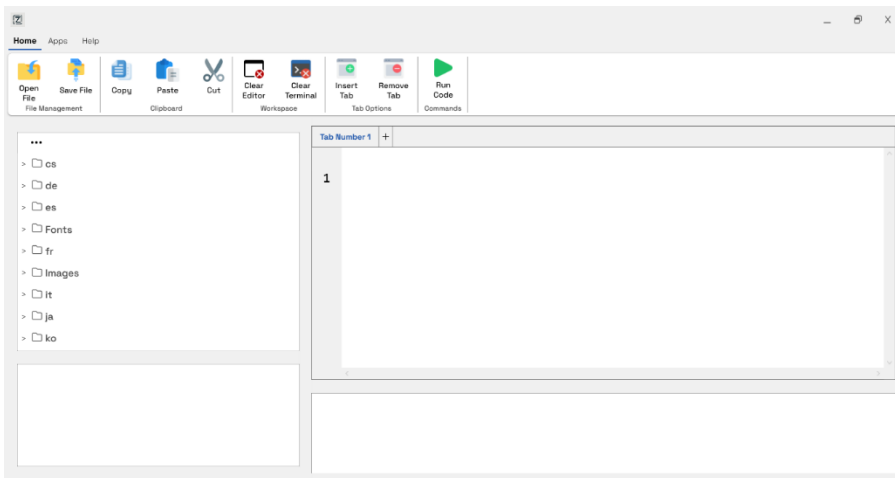 Z
Home Apps Help
Open File Save File Copy Paste Cut Clear Editor Clear Terminal Insert Tab Remove Tab Run Code
File Management Clipboard Workspace Tab Options Commands
Tab Number 1 +
...
> cs
> de
> es
> Fonts
> fr
> Images
> it
> ja
> ko
1